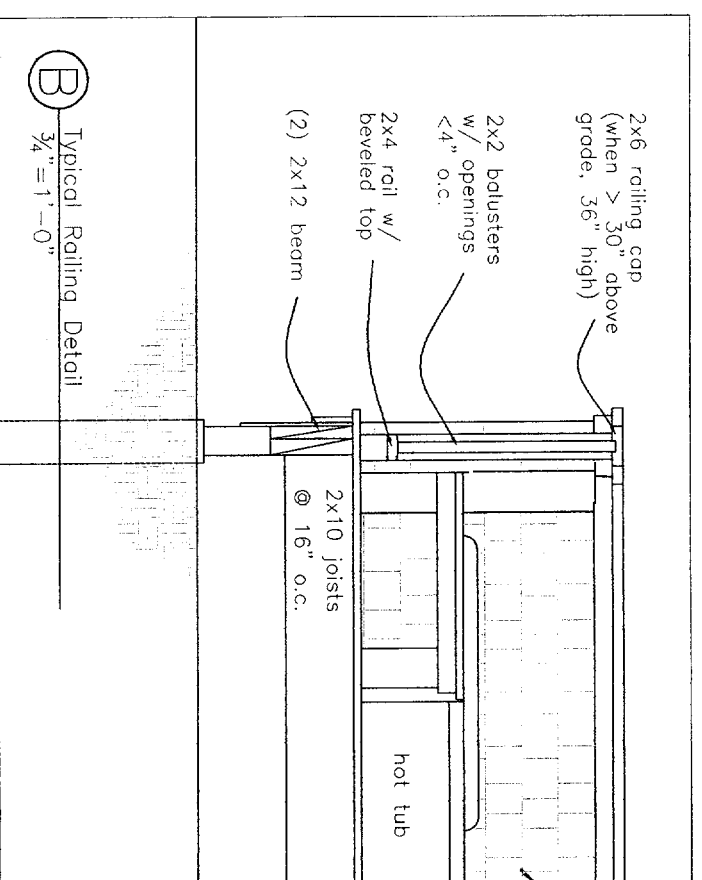 2x6 railing cap
(when > 30" above
grade, 36" high)
2x2 balusters
w/ openings
<4" o.c.
2x4 rail w/
beveled top
(2) 2x12 beam
2x10 joists
@ 16" o.c.
hot tub
B
Typical Railing Detail
3/4"=1'-0"